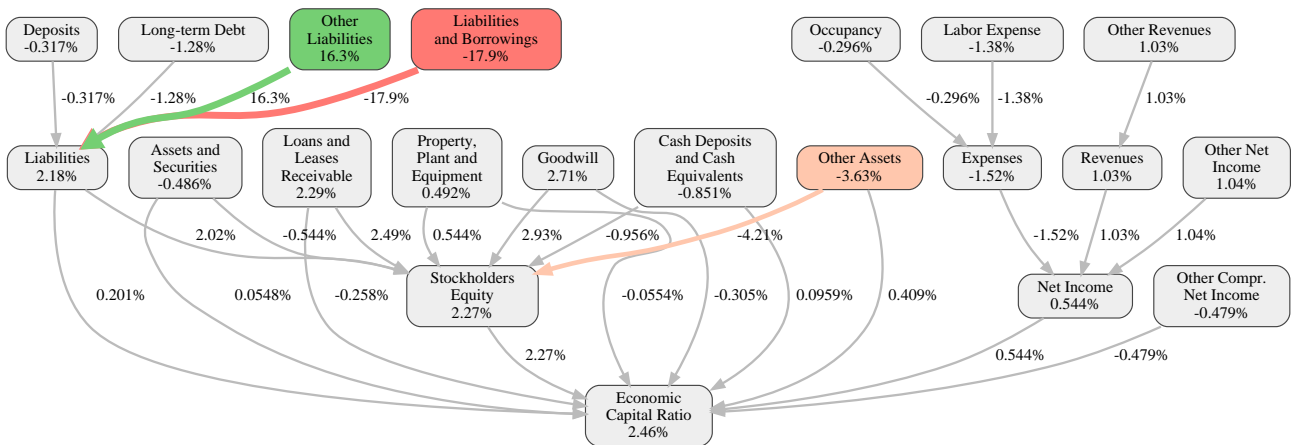 Deposits
-0.317%
Long-term Debt
-1.28%
Other
Liabilities
16.3%
Liabilities
and Borrowings
-17.9%
Occupancy
-0.296%
Labor Expense
-1.38%
Other Revenues
1.03%
-0.317%
-1.28%
16.3%
-17.9%
-0.296%
-1.38%
1.03%
Liabilities
2.18%
Assets and
Securities
-0.486%
Loans and
Leases
Receivable
2.29%
Property,
Plant and
Equipment
0.492%
Goodwill
2.71%
Cash Deposits
and Cash
Equivalents
-0.851%
Other Assets
-3.63%
Expenses
-1.52%
Revenues
1.03%
Other Net
Income
1.04%
2.02%
-0.544%
2.49%
0.544%
2.93%
-0.956%
-4.21%
-1.52%
1.03%
1.04%
Stockholders
Equity
2.27%
Net Income
0.544%
Other Compr.
Net Income
-0.479%
0.201%
0.0548%
-0.258%
-0.0554%
-0.305%
0.0959%
0.409%
2.27%
0.544%
-0.479%
Economic
Capital Ratio
2.46%